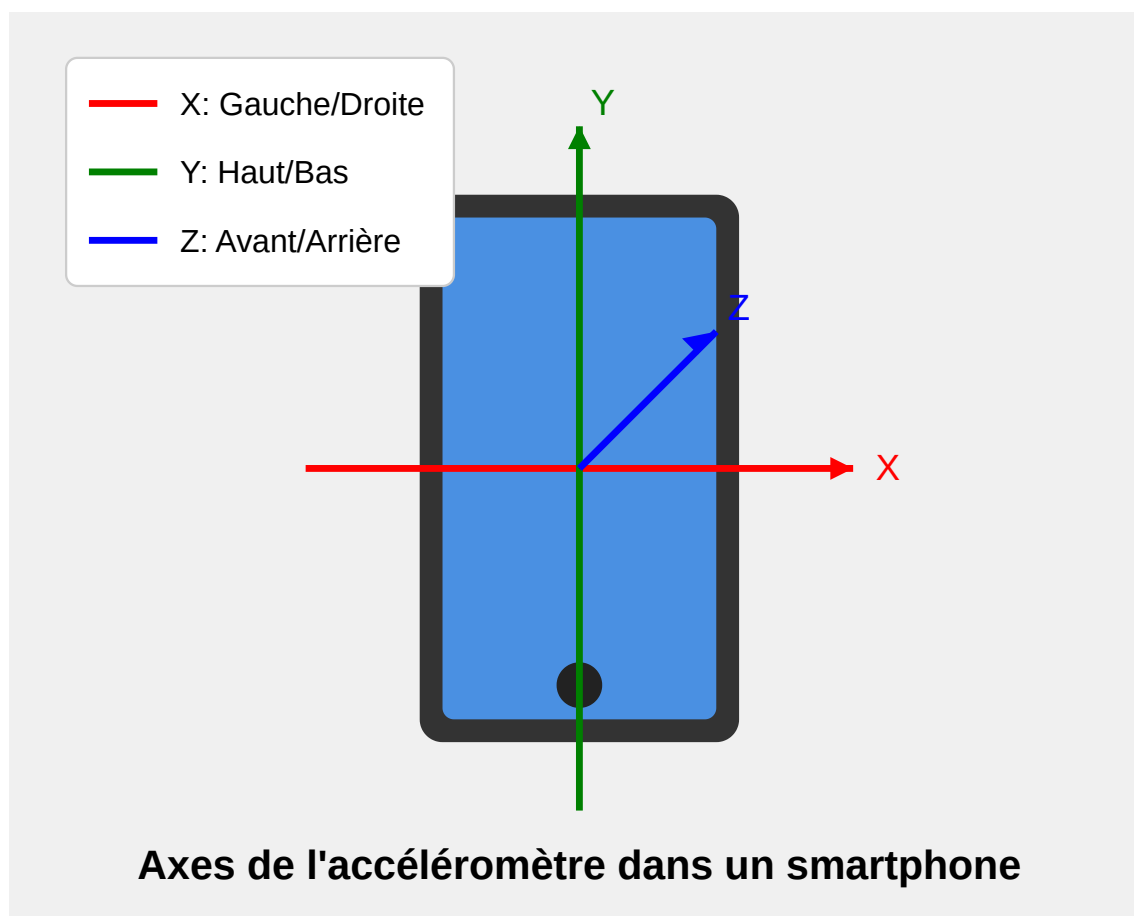 X: Gauche/Droite
Y: Haut/Bas
Z: Avant/Arrière
Y
Z
X
Axes de l'accéléromètre dans un smartphone